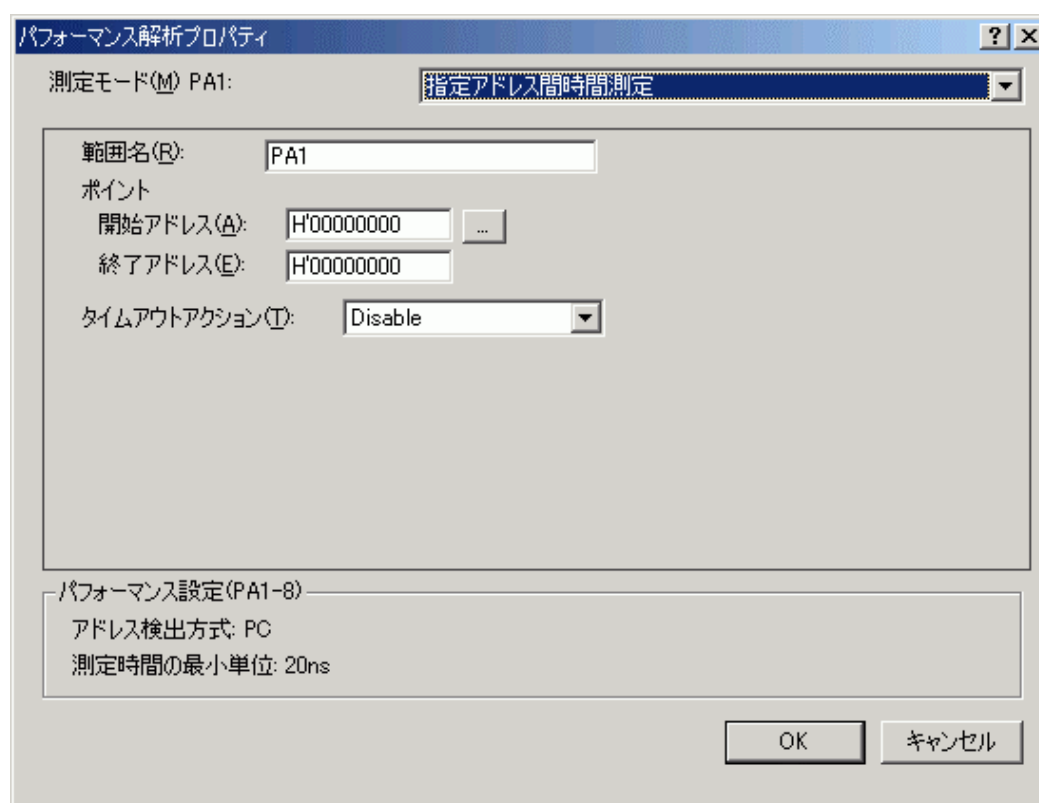 パフォーマンス解析プロパティ
測定モード(M) PA1: 指定アドレス間時間測定
範囲名(R): PA1
ポイント
開始アドレス(A): H'00000000 ...
終了アドレス(E): H'00000000
タイムアウトアクション(T): Disable
パフォーマンス設定(PA1-8)
アドレス検出方式: PC
測定時間の最小単位: 20ns
OK キャンセル